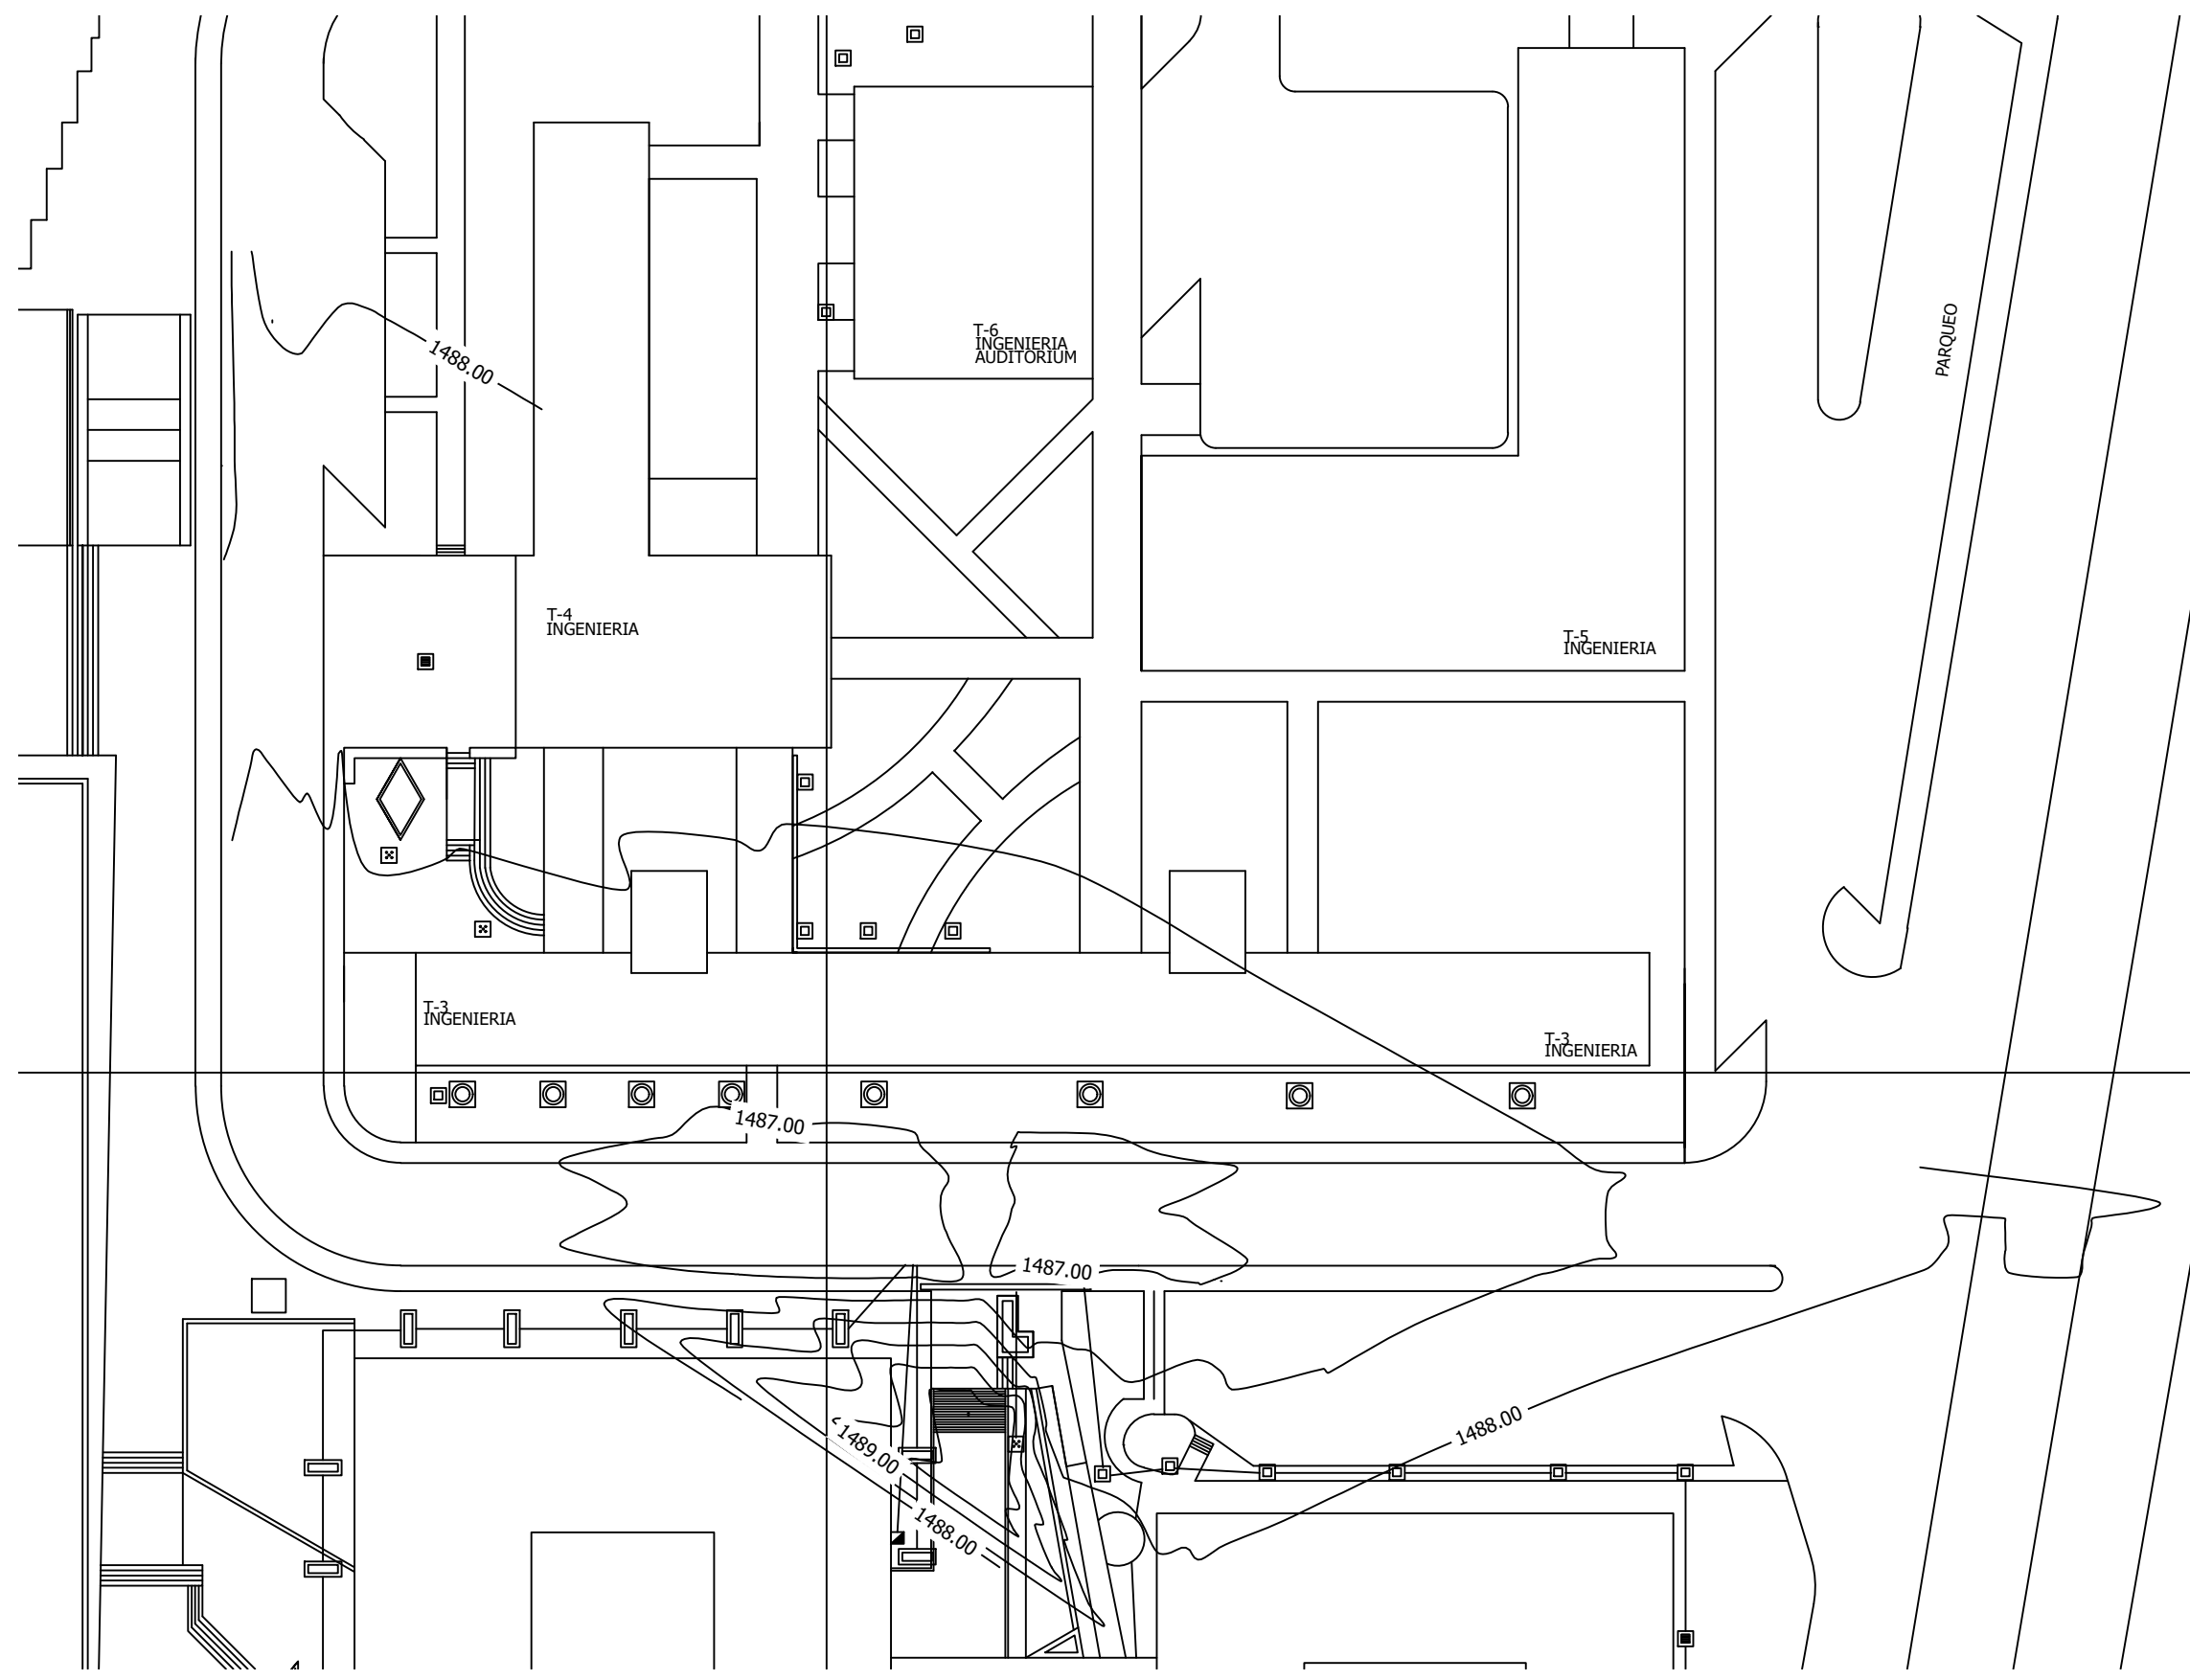 T-6
INGENIERIA
AUDITORIUM
PARQUEO
1488.00
T-4
INGENIERIA
T-5
INGENIERIA
T-3
INGENIERIA
T-3
INGENIERIA
1487.00
1487.00
1488.00
1489.00
1488.00